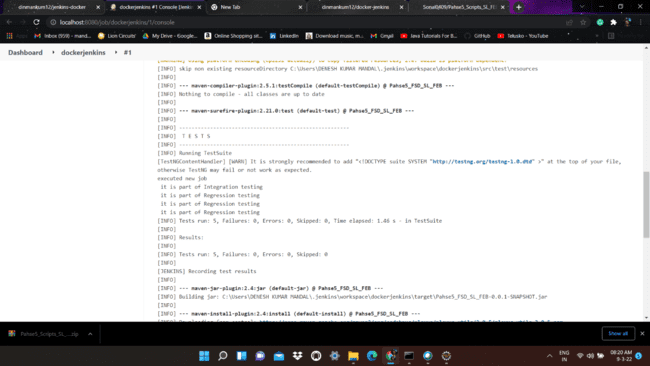 dinmankum12/jenkins-docker
dockerjenkins #1 Console [Jenkins
New Tab
dinmankum12/jenkins-docker
SonaliJ409/Pahse5_Scripts_SL_F
localhost:8086/job/dockerjenkins/1/console
Inbox (959) - mand...
Lion Circuits'
My Drive - Google...
Online Shopping sit...
LinkedIn
Download music, m...
Gmail
Java Tutorials For B...
GitHub
Telusko - YouTube
Dashboard
dockerjenkins
#1
[INFO] skip non existing resourceDirectory C:\Users\DENESH KUMAR MANDAL\.jenkins\workspace\dockerjenkins\src\test\resources
[INFO]
[INFO] --- maven-compiler-plugin:2.5.1:testCompile (default-testCompile) @ Pahse5_FSD_SL_FEB ---
[INFO] Nothing to compile - all classes are up to date
[INFO]
[INFO] --- maven-surefire-plugin:2.21.0:test (default-test) @ Pahse5_FSD_SL_FEB ---
[INFO]
[INFO] -------------------------------------------------------
[INFO]  T E S T S
[INFO] -------------------------------------------------------
[INFO] Running TestSuite
[TestNGContentHandler] [WARN] It is strongly recommended to add "<!DOCTYPE suite SYSTEM "http://testng.org/testng-1.0.dtd" >" at the top of your file,
otherwise TestNG may fail or not work as expected.
executed new job
it is part of Integration testing
it is part of Regression testing
it is part of Regression testing
it is part of Regression testing
[INFO] Tests run: 5, Failures: 0, Errors: 0, Skipped: 0, Time elapsed: 1.46 s - in TestSuite
[INFO]
[INFO] Results:
[INFO]
[INFO] Tests run: 5, Failures: 0, Errors: 0, Skipped: 0
[INFO]
[JENKINS] Recording test results
[INFO]
[INFO] --- maven-jar-plugin:2.4:jar (default-jar) @ Pahse5_FSD_SL_FEB ---
[INFO] Building jar: C:\Users\DENESH KUMAR MANDAL\.jenkins\workspace\dockerjenkins\target\Pahse5_FSD_SL_FEB-0.0.1-SNAPSHOT.jar
[INFO]
[INFO] --- maven-install-plugin:2.4:install (default-install) @ Pahse5_FSD_SL_FEB ---
Pahse5_Scripts_SL_....zip
Show all
ENG
IN
08:20 AM
9-3-22